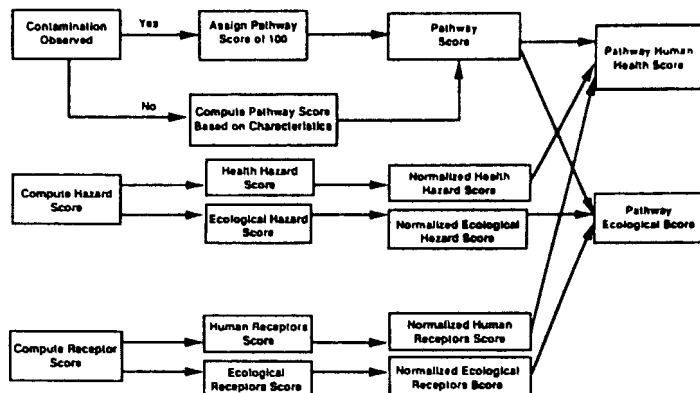 Contamination
Observed
Yes
Assign Pathway
Score of 100
Pathway
Score
Pathway Human
Health Score
No
Compute Pathway Score
Based on Characteristics
Compute Hazard
Score
Health Hazard
Score
Normalized Health
Hazard Score
Ecological Hazard
Score
Normalized Ecological
Hazard Score
Pathway
Ecological Score
Compute Receptor
Score
Human Receptors
Score
Normalized Human
Receptors Score
Ecological
Receptors Score
Normalized Ecological
Receptors Score